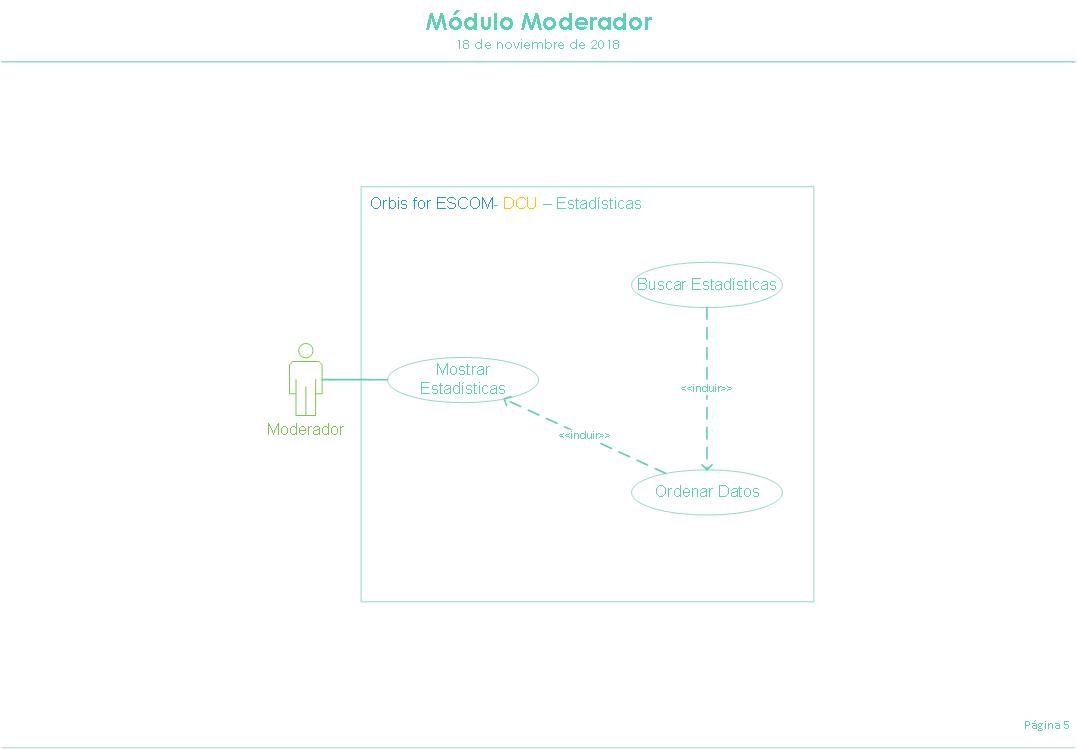 Módulo Moderador
18 de noviembre de 2018
Orbis for ESCOM- DCU – Estadísticas
Buscar Estadísticas
Mostrar
Estadísticas
<<incluir>>
Moderador
<<incluir>>
Ordenar Datos
Página 5